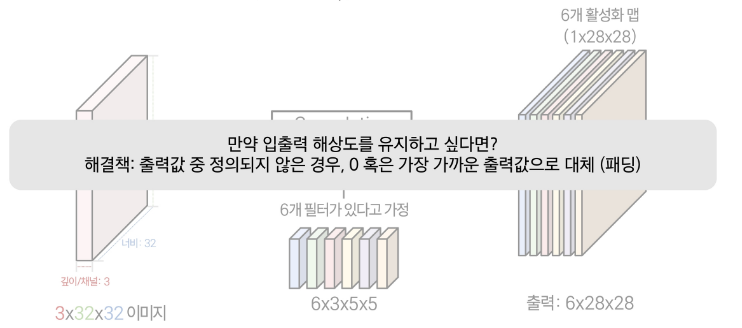 6개 활성화 맵
(1x28x28)
만약 입출력 해상도를 유지하고 싶다면?
해결책: 출력값 중 정의되지 않은 경우, 0 혹은 가장 가까운 출력값으로 대체 (패딩)
6개 필터가 있다고 가정
너비: 32
깊이/채널: 3
6x3x5x5
3x32x32 이미지
출력: 6x28x28